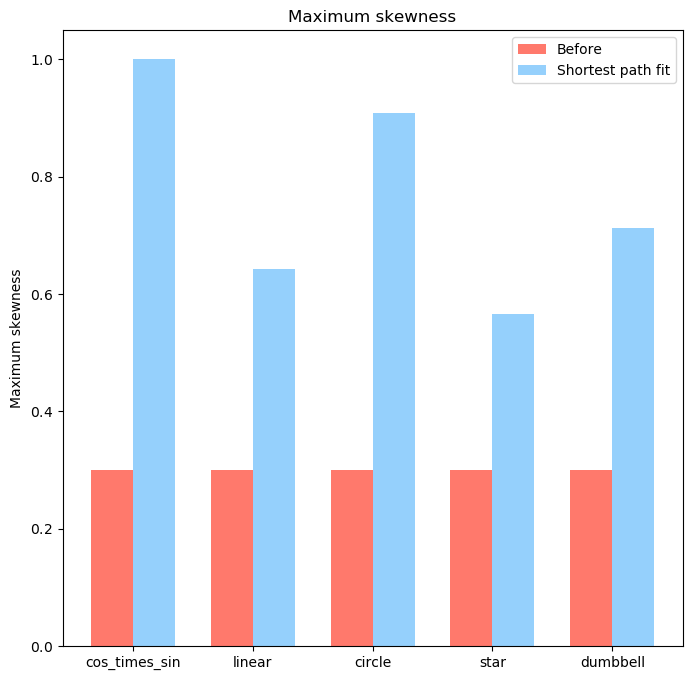 Maximum skewness
Before
Shortest path fit
Maximum skewness
1.0
0.8
0.6
0.4
0.2
0.0
cos_times_sin linear circle star dumbbell